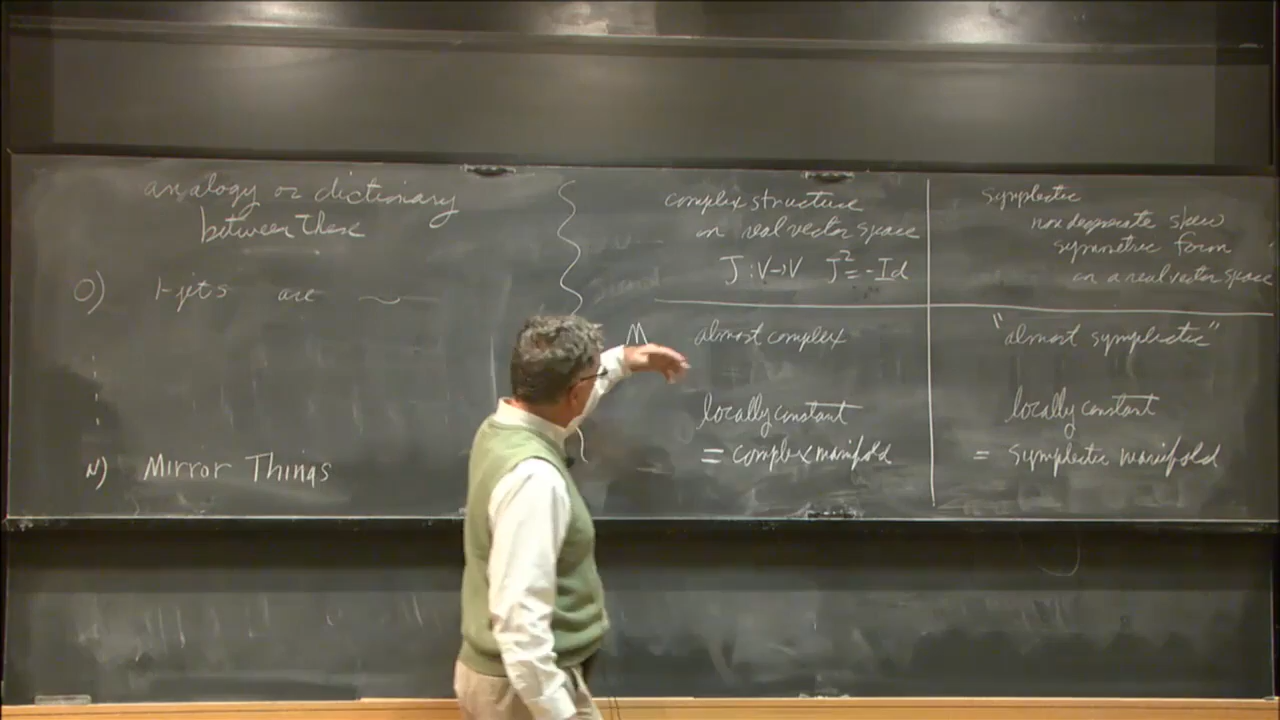 analogy or dictionary
between these
0) 1-jets are ~
N) Mirror Things
complex structure
on real vector space
J : V → V J² = -Id
M almost complex
locally constant
= complex manifold
symplectic
nondegenerate skew
symmetric form
on a real vector space
"almost symplectic"
locally constant
= symplectic manifold